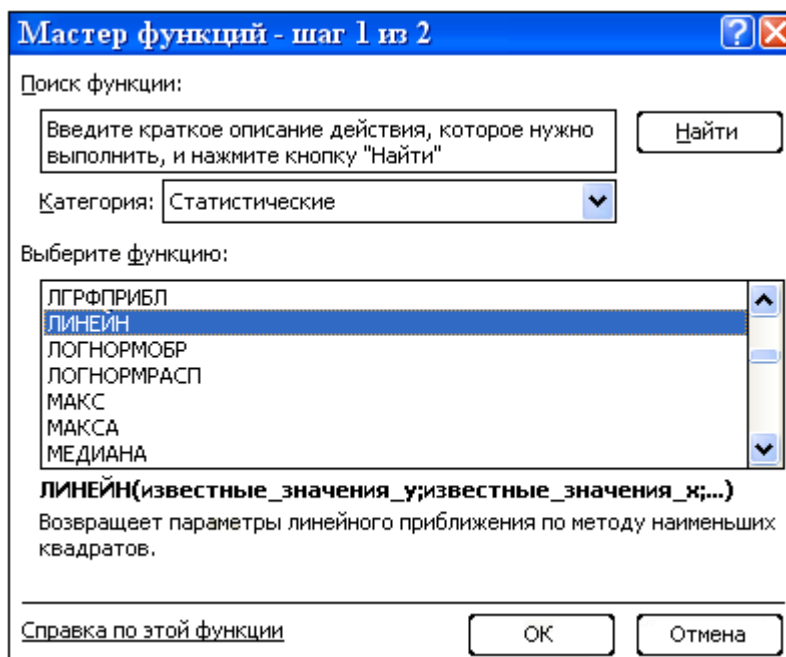 Мастер функций - шаг 1 из 2
Поиск функции:
Введите краткое описание действия, которое нужно
выполнить, и нажмите кнопку "Найти"
Найти
Категория: Статистические
Выберите функцию:
ЛГРФПРИБЛ
ЛИНЕЙН
ЛОГНОРМОБР
ЛОГНОРМРАСП
МАКС
МАКСА
МЕДИАНА
ЛИНЕЙН(известные_значения_y;известные_значения_x;...)
Возвращеет параметры линейного приближения по методу наименьших
квадратов.
Справка по этой функции
ОК
Отмена